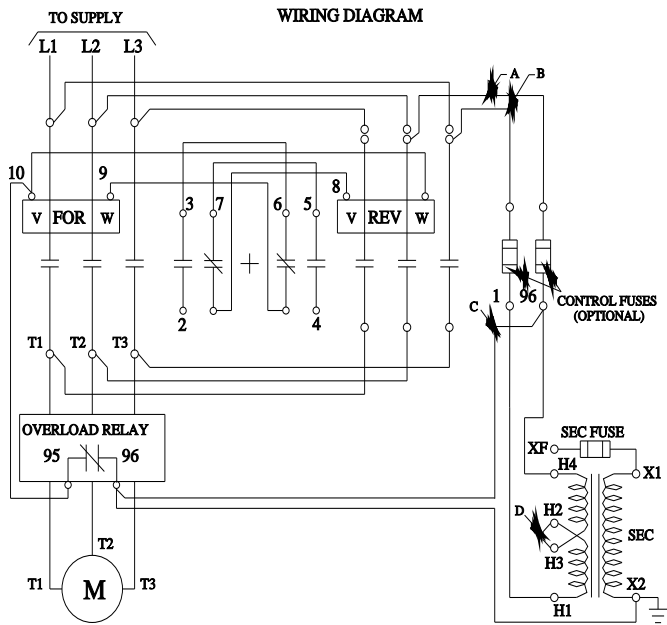 WIRING DIAGRAM
TO SUPPLY
L1 L2 L3
A B
10 9 3 7 6 5 8
V FOR W V REV W
2 4
1 96
C
CONTROL FUSES
(OPTIONAL)
T1 T2 T3
OVERLOAD RELAY
95 96
SEC FUSE
XF
H4 X1
D H2
SEC
H3
T2
T1 M T3
X2
H1